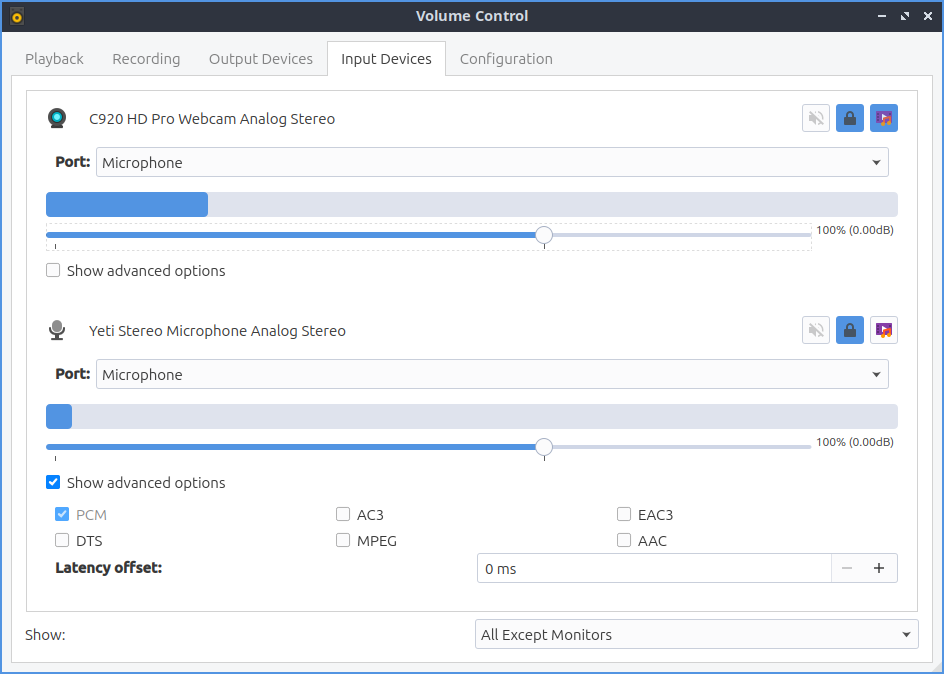 Volume Control
Playback Recording Output Devices Input Devices Configuration
C920 HD Pro Webcam Analog Stereo
Port: Microphone
100% (0.00dB)
Show advanced options
Yeti Stereo Microphone Analog Stereo
Port: Microphone
100% (0.00dB)
Show advanced options
PCM AC3 EAC3
DTS MPEG AAC
Latency offset: 0 ms
Show: All Except Monitors